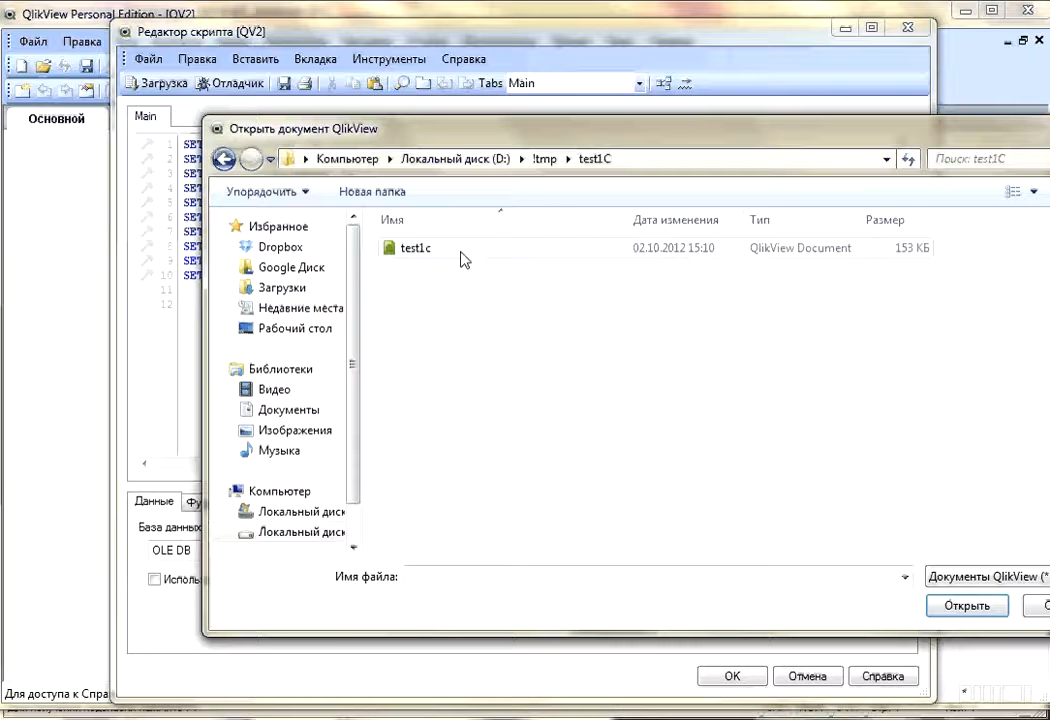 QlikView Personal Edition - [QV2]
Файл Правка
Основной
Редактор скрипта [QV2]
Файл Правка Вставить Вкладка Инструменты Справка
Загрузка Отладчик Tabs Main
Main
1 SET
2 SET
3 SET
4 SET
5 SET
6 SET
7 SET
8 SET
9 SET
10 SET
11
12
Открыть документ QlikView
Компьютер Локальный диск (D:) !tmp test1C
Поиск: test1C
Упорядочить Новая папка
Имя Дата изменения Тип Размер
test1c 02.10.2012 15:10 QlikView Document 153 КБ
Избранное
Dropbox
Google Диск
Загрузки
Недавние места
Рабочий стол
Библиотеки
Видео
Документы
Изображения
Музыка
Компьютер
Локальный диск
Локальный диск
Имя файла:
Документы QlikView (*
Открыть
Данные Фу
База данных
OLE DB
Исполь
OK Отмена Справка
Для доступа к Спра